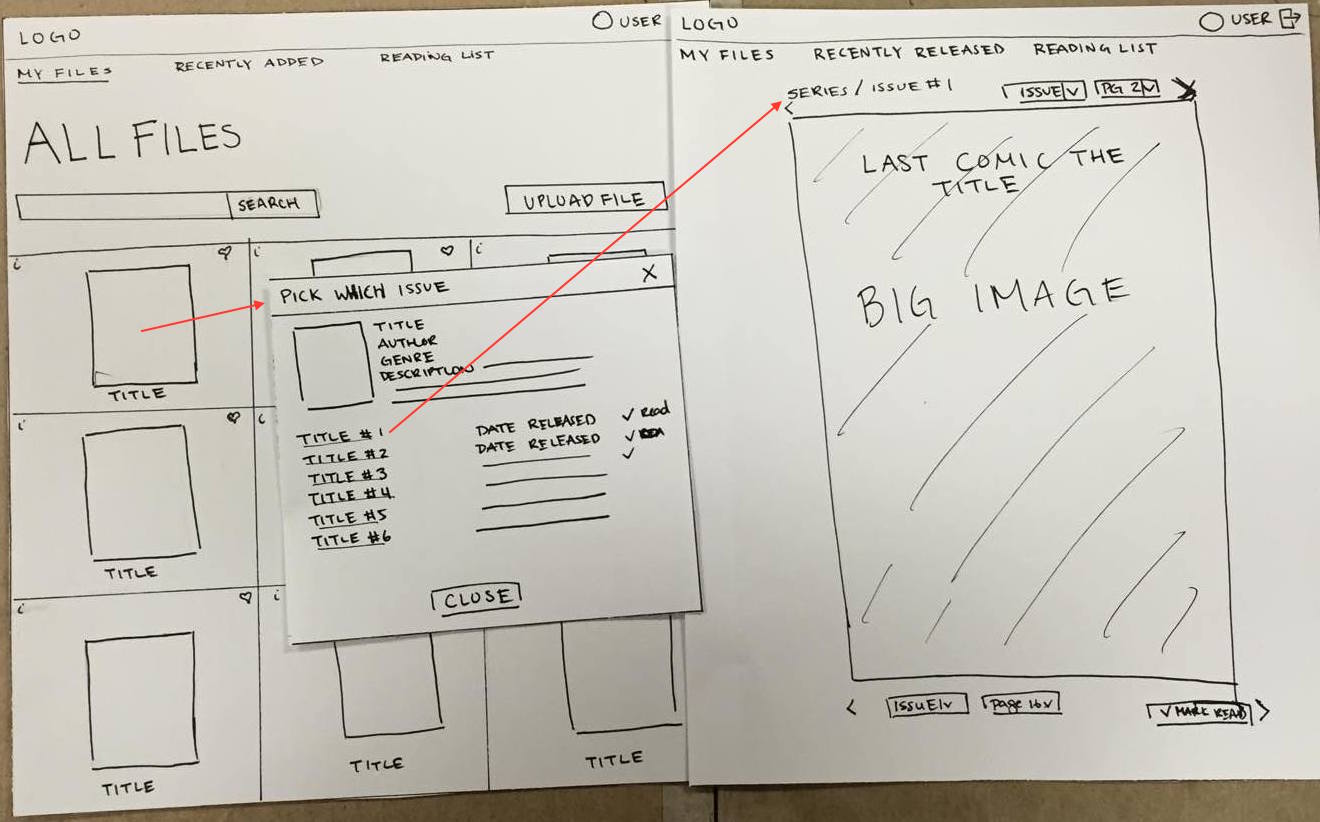 LOGO
USER
MY FILES RECENTLY ADDED READING LIST
ALL FILES
SEARCH
UPLOAD FILE
i
i
i
TITLE
i
i
TITLE
i
i
TITLE
TITLE
TITLE
PICK WHICH ISSUE X
TITLE
AUTHOR
GENRE
DESCRIPTION
TITLE #1 DATE RELEASED ✓ Read
TITLE #2 DATE RELEASED ✓
TITLE #3 ✓
TITLE #4
TITLE #5
TITLE #6
CLOSE
LOGO
USER
MY FILES RECENTLY RELEASED READING LIST
SERIES / ISSUE #1
ISSUE V PG 2 V
<
LAST COMIC THE
TITLE
BIG IMAGE
< ISSUE 1 V Page 16 V ✓ MARK READ >